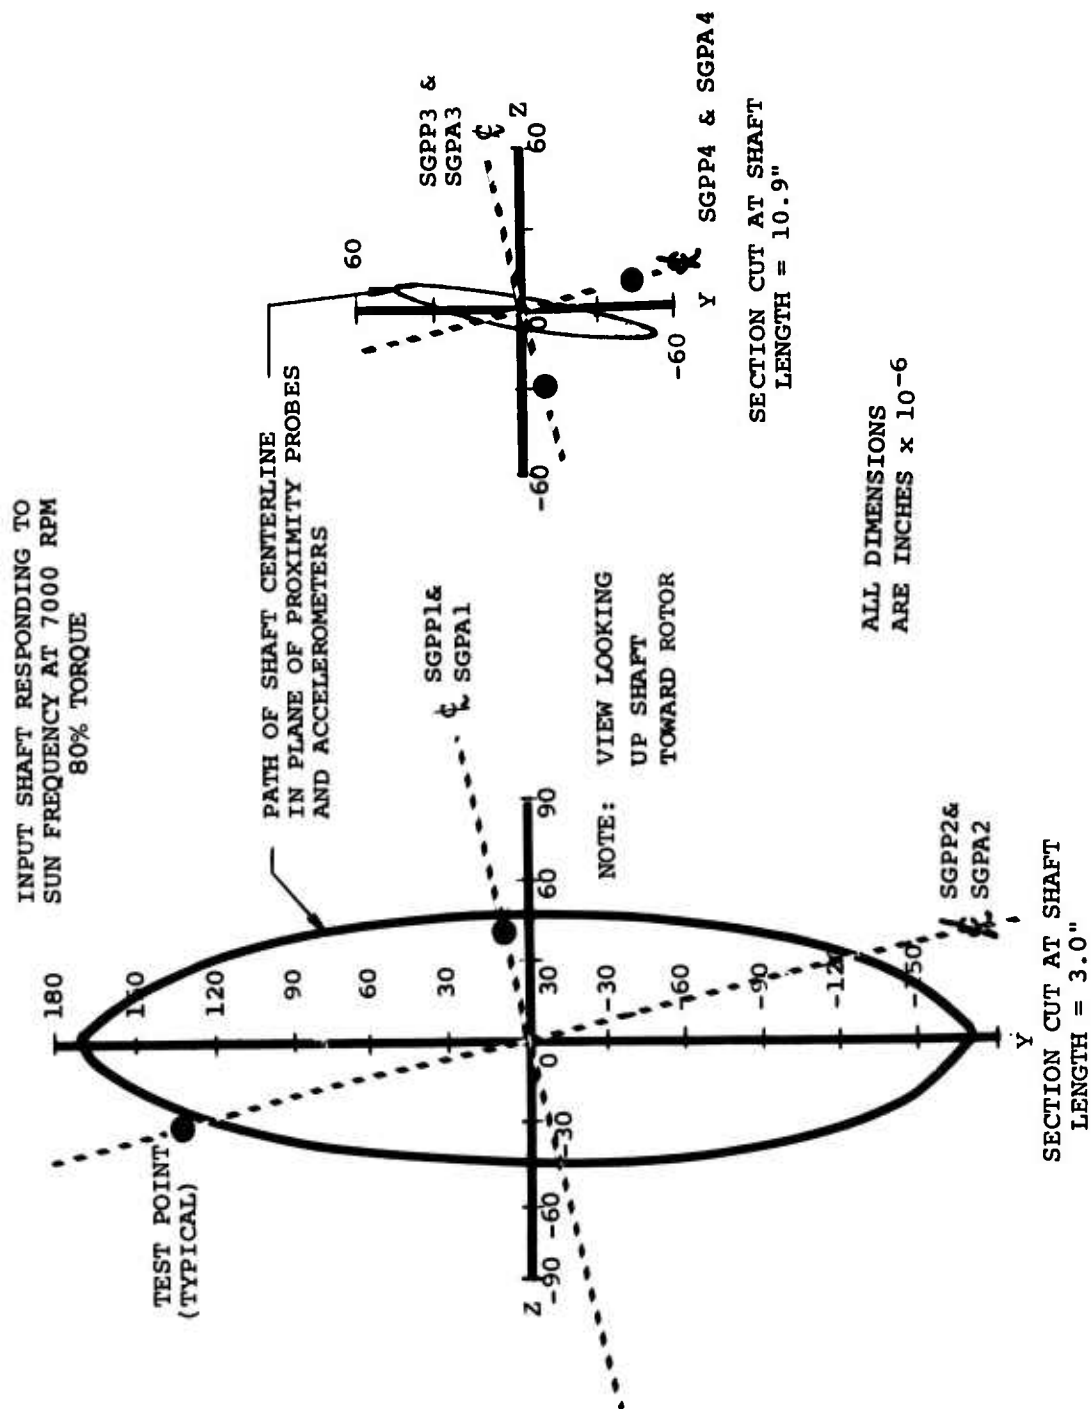 INPUT SHAFT RESPONDING TO
SUN FREQUENCY AT 7000 RPM
80% TORQUE
PATH OF SHAFT CENTERLINE
IN PLANE OF PROXIMITY PROBES
AND ACCELEROMETERS
TEST POINT
(TYPICAL)
180
150
120
90
60
30
0
-30
-60
-90
-120
-150
Y
Z
-90
-60
-30
30
60
90
℄ SGPP1&
SGPA1
SGPP2&
℄ SGPA2
SECTION CUT AT SHAFT
LENGTH = 3.0"
NOTE: VIEW LOOKING
UP SHAFT
TOWARD ROTOR
60
0
-60
Y
-60
60
Z
℄
SGPP3 &
SGPA3
℄ SGPP4 & SGPA4
SECTION CUT AT SHAFT
LENGTH = 10.9"
ALL DIMENSIONS
ARE INCHES x 10-6